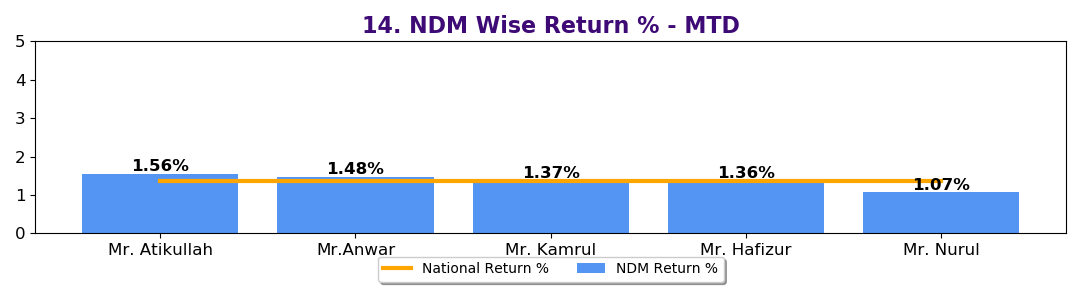 14. NDM Wise Return % - MTD
5
4
3
2
1
0
1.56%
1.48%
1.37%
1.36%
1.07%
Mr. Atikullah
Mr.Anwar
Mr. Kamrul
Mr. Hafizur
Mr. Nurul
National Return %
NDM Return %